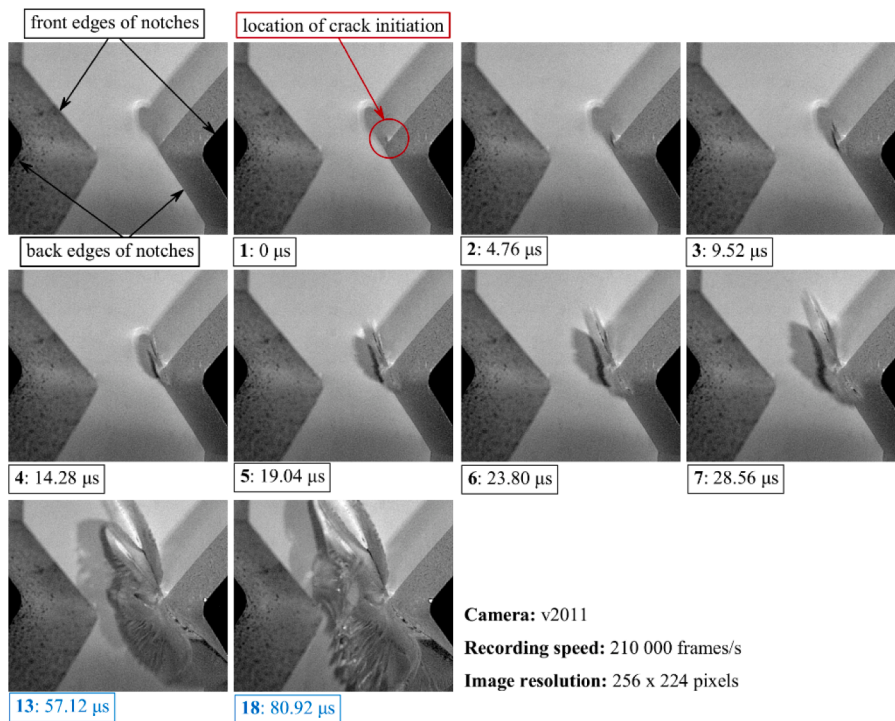 front edges of notches
location of crack initiation
back edges of notches
1: 0 μs
2: 4.76 μs
3: 9.52 μs
4: 14.28 μs
5: 19.04 μs
6: 23.80 μs
7: 28.56 μs
Camera: v2011
Recording speed: 210 000 frames/s
Image resolution: 256 x 224 pixels
13: 57.12 μs
18: 80.92 μs